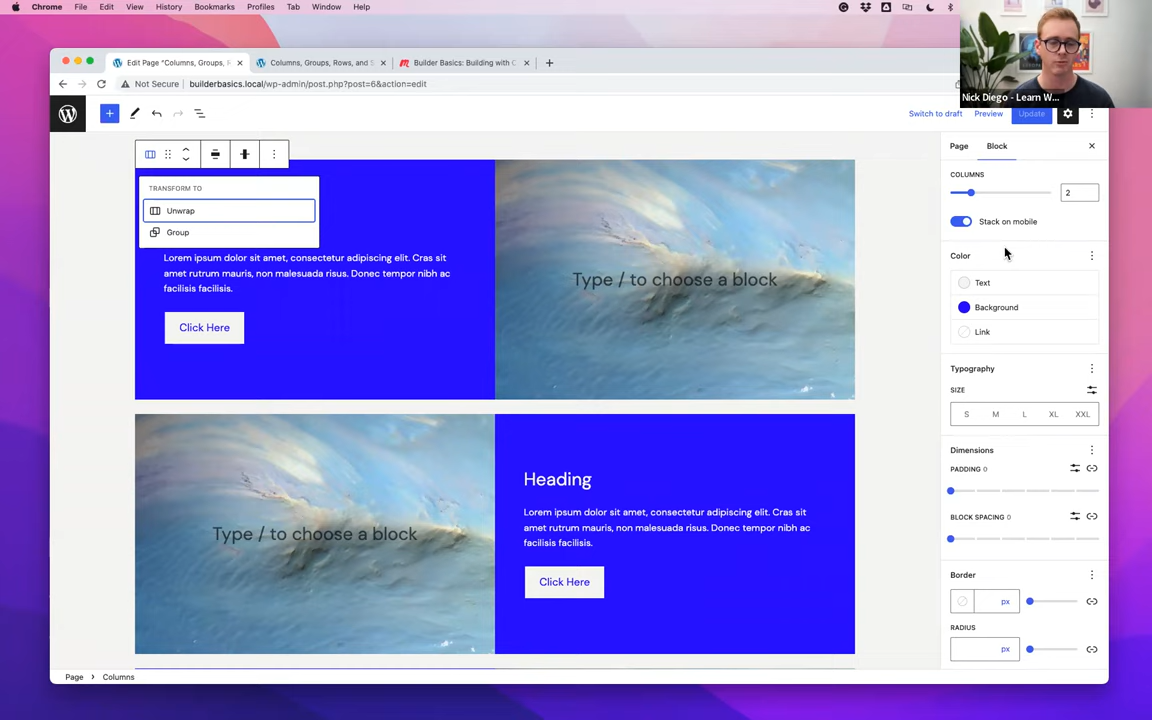 Chrome File Edit View History Bookmarks Profiles Tab Window Help
Edit Page "Columns, Groups, R
Columns, Groups, Rows, and S
Builder Basics: Building with C
Not Secure builderbasics.local/wp-admin/post.php?post=6&action=edit
Nick Diego - Learn W...
Switch to draft Preview Update
Page Block
TRANSFORM TO
Unwrap
Group
Lorem ipsum dolor sit amet, consectetur adipiscing elit. Cras
amet rutrum mauris, non malesuada risus. Donec tempor nibh ac
facilisis facilisis.
Click Here
Type / to choose a block
Type / to choose a block
Heading
Lorem ipsum dolor sit amet, consectetur adipiscing elit. Cras sit
amet rutrum mauris, non malesuada risus. Donec tempor nibh ac
facilisis facilisis.
Click Here
COLUMNS
2
Stack on mobile
Color
Text
Background
Link
Typography
SIZE
S M L XL XXL
Dimensions
PADDING 0
BLOCK SPACING 0
Border
px
RADIUS
px
Page > Columns